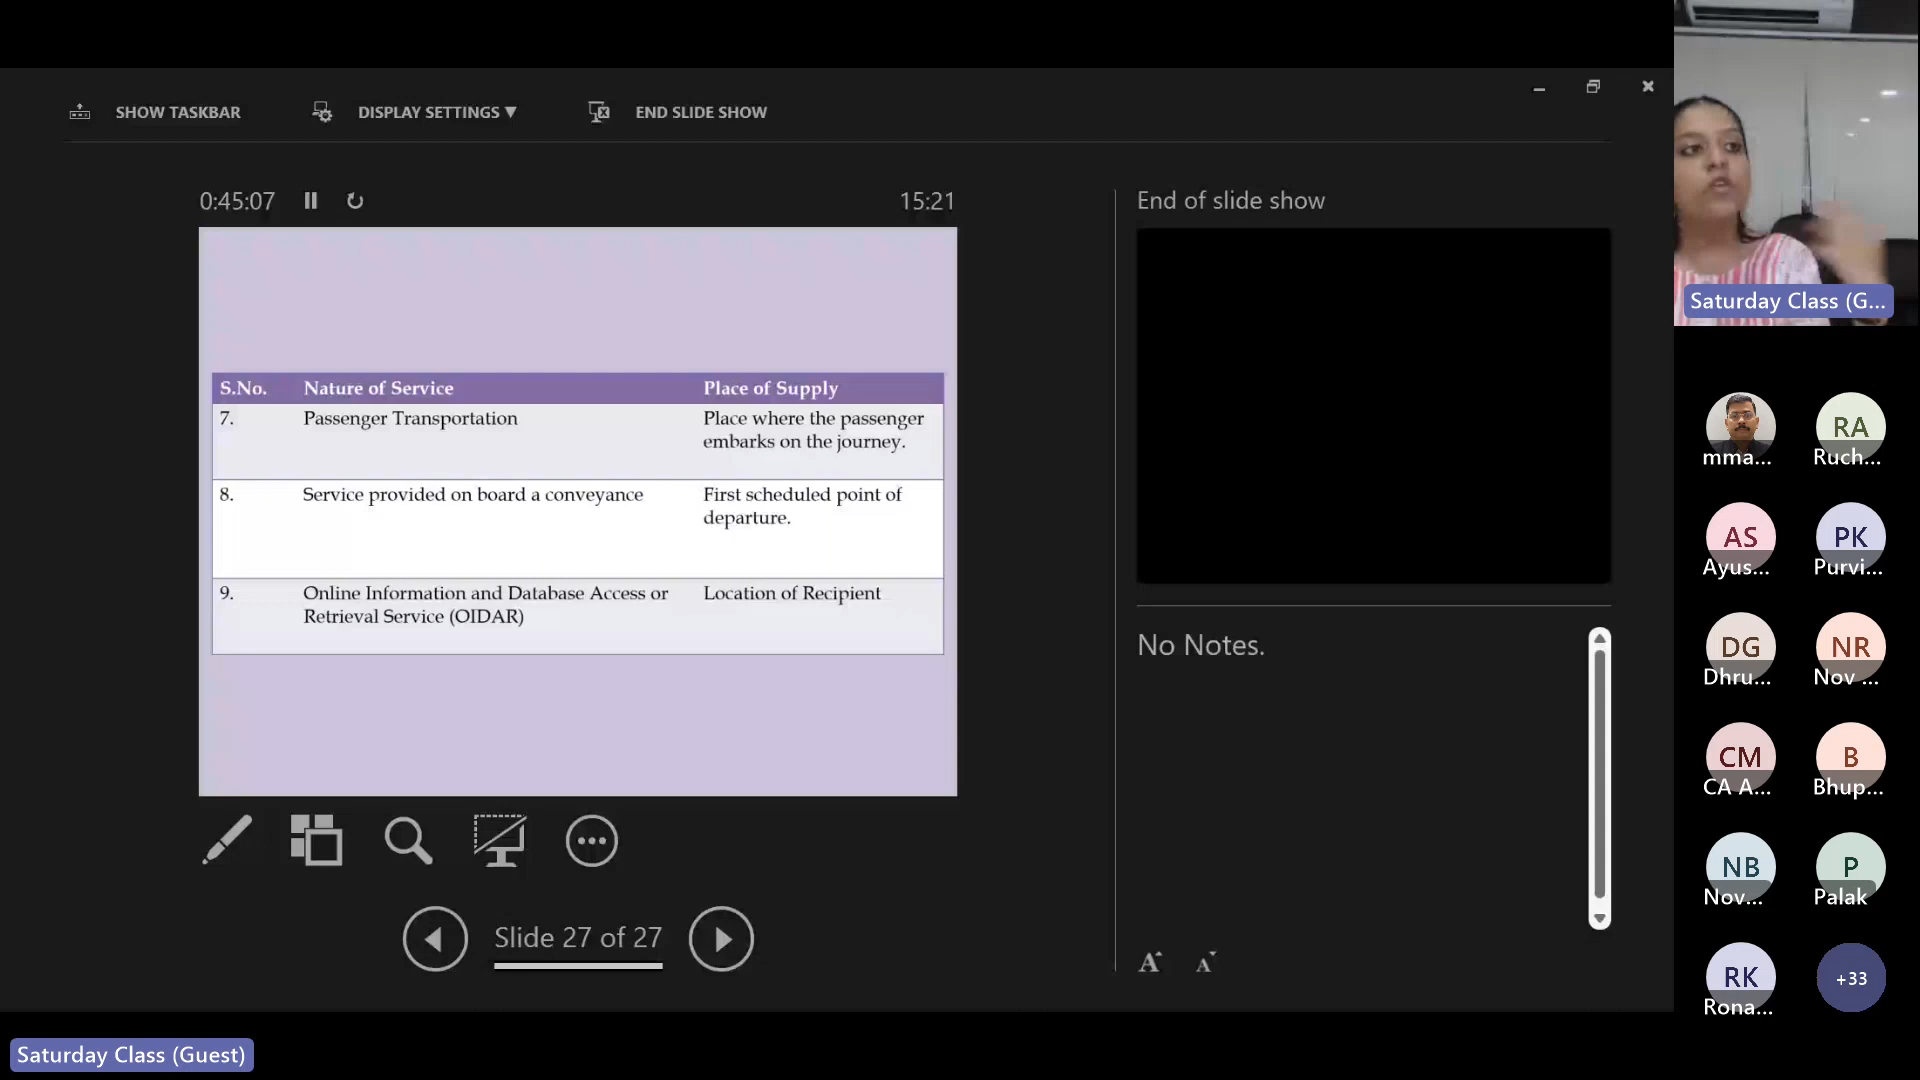 SHOW TASKBAR
DISPLAY SETTINGS ▼
END SLIDE SHOW
0:45:07
15:21
End of slide show
S.No.
Nature of Service
Place of Supply
7.
Passenger Transportation
Place where the passenger
embarks on the journey.
8.
Service provided on board a conveyance
First scheduled point of
departure.
9.
Online Information and Database Access or
Retrieval Service (OIDAR)
Location of Recipient
No Notes.
Slide 27 of 27
A A
Saturday Class (G...
mma...
RA
Ruch...
AS
Ayus...
PK
Purvi...
DG
Dhru...
NR
Nov ...
CM
CA A...
B
Bhup...
NB
Nov...
P
Palak
RK
Rona...
+33
Saturday Class (Guest)